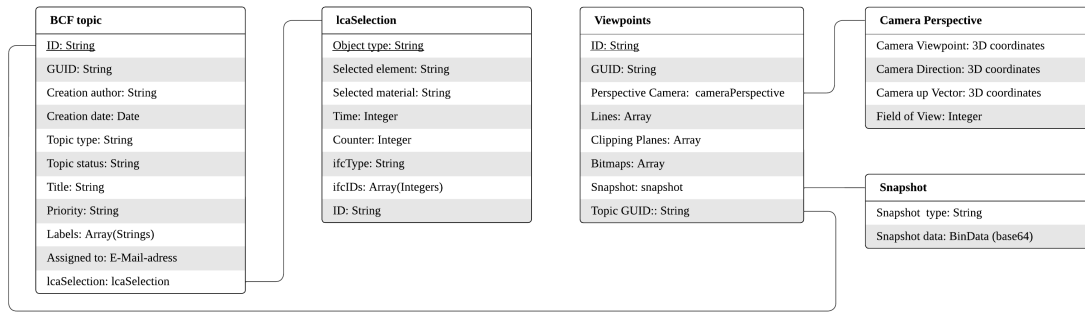 BCF topic
ID: String
GUID: String
Creation author: String
Creation date: Date
Topic type: String
Topic status: String
Title: String
Priority: String
Labels: Array(Strings)
Assigned to: E-Mail-adress
lcaSelection: lcaSelection
lcaSelection
Object type: String
Selected element: String
Selected material: String
Time: Integer
Counter: Integer
ifcType: String
ifcIDs: Array(Integers)
ID: String
Viewpoints
ID: String
GUID: String
Perspective Camera: cameraPerspective
Lines: Array
Clipping Planes: Array
Bitmaps: Array
Snapshot: snapshot
Topic GUID:: String
Camera Perspective
Camera Viewpoint: 3D coordinates
Camera Direction: 3D coordinates
Camera up Vector: 3D coordinates
Field of View: Integer
Snapshot
Snapshot type: String
Snapshot data: BinData (base64)